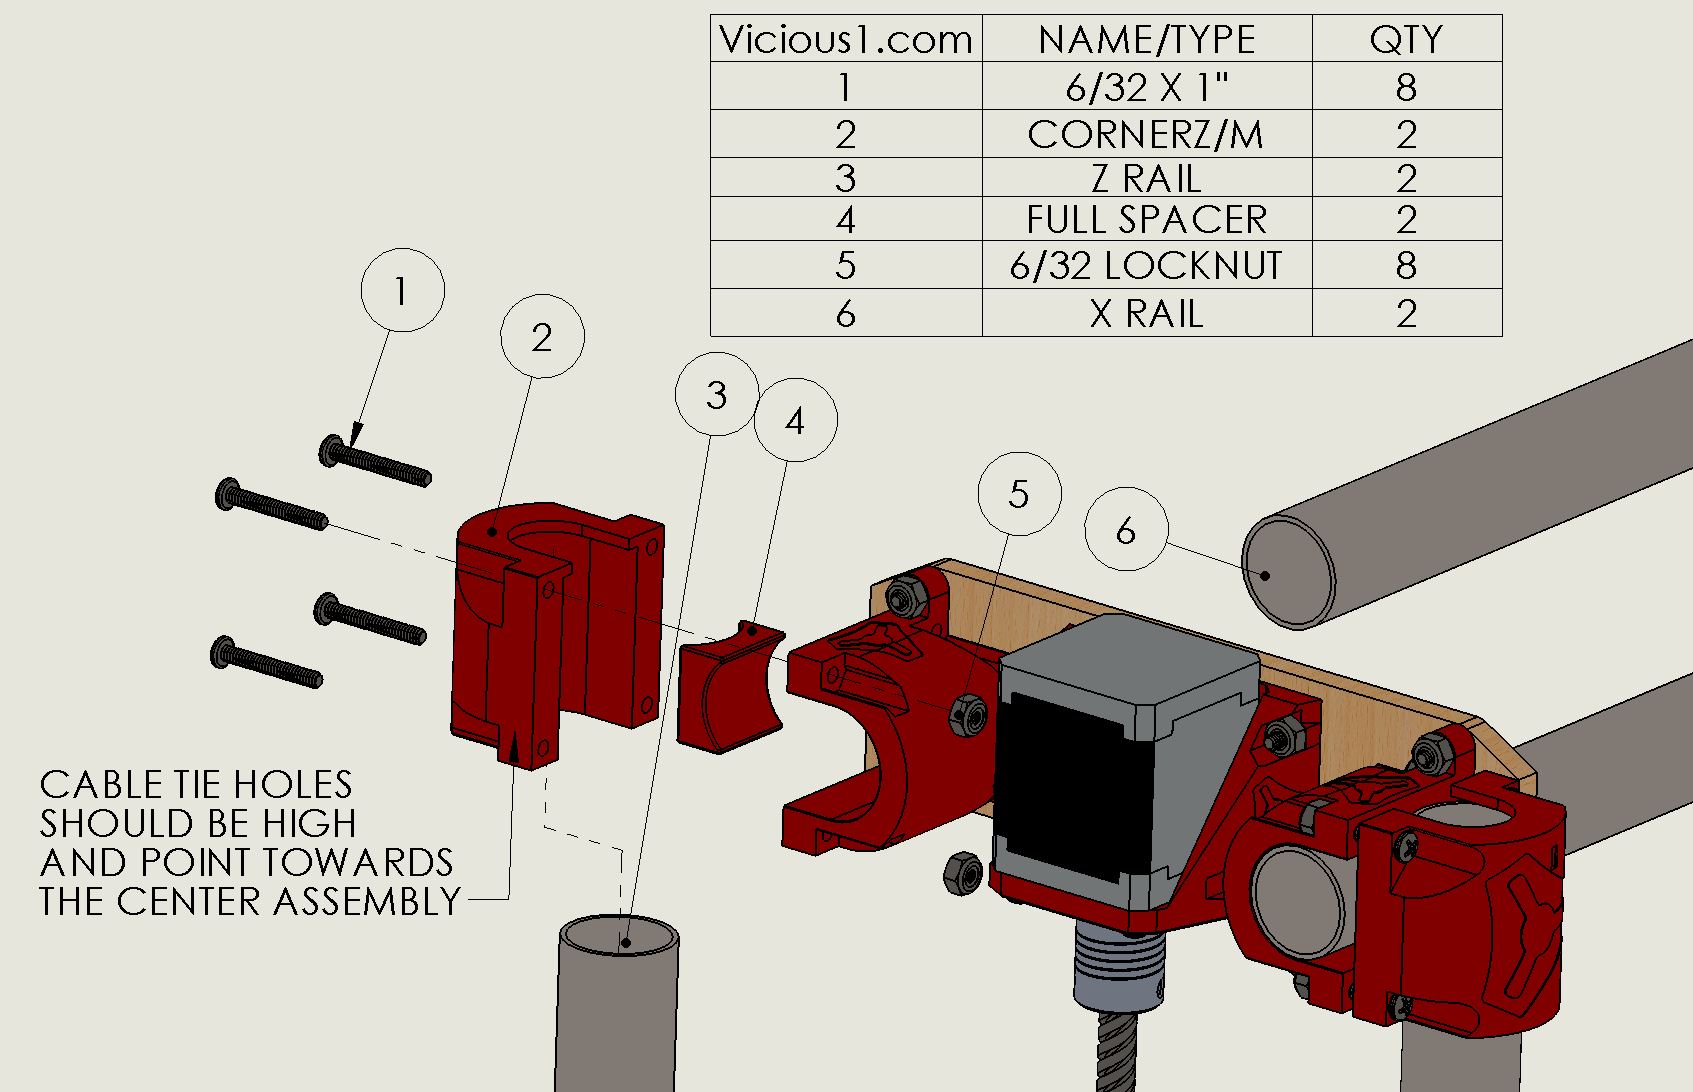 Vicious1.com NAME/TYPE QTY
1 6/32 X 1" 8
2 CORNERZ/M 2
3 Z RAIL 2
4 FULL SPACER 2
5 6/32 LOCKNUT 8
6 X RAIL 2
1
2
3
4
5
6
CABLE TIE HOLES
SHOULD BE HIGH
AND POINT TOWARDS
THE CENTER ASSEMBLY